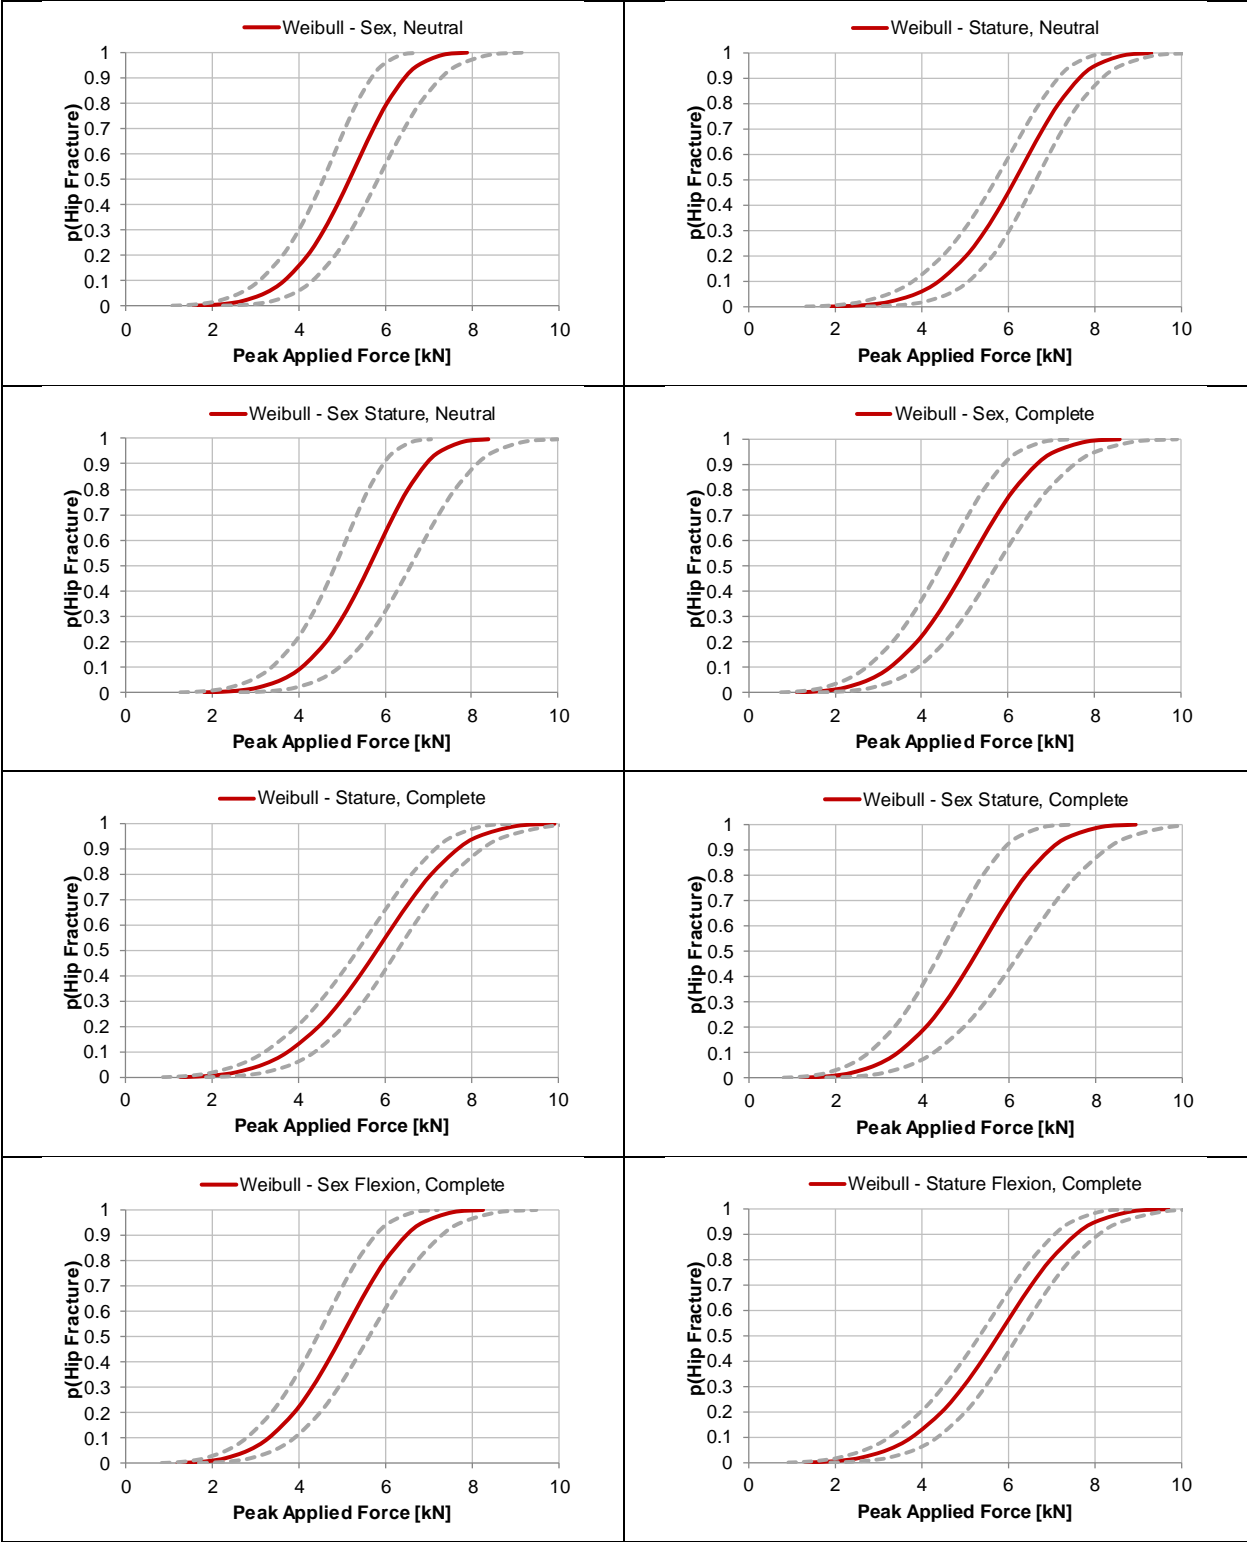 Weibull - Sex, Neutral
p(Hip Fracture)
1
0.9
0.8
0.7
0.6
0.5
0.4
0.3
0.2
0.1
0
0 2 4 6 8 10
Peak Applied Force [kN]
Weibull - Stature, Neutral
p(Hip Fracture)
1
0.9
0.8
0.7
0.6
0.5
0.4
0.3
0.2
0.1
0
0 2 4 6 8 10
Peak Applied Force [kN]
Weibull - Sex Stature, Neutral
p(Hip Fracture)
1
0.9
0.8
0.7
0.6
0.5
0.4
0.3
0.2
0.1
0
0 2 4 6 8 10
Peak Applied Force [kN]
Weibull - Sex, Complete
p(Hip Fracture)
1
0.9
0.8
0.7
0.6
0.5
0.4
0.3
0.2
0.1
0
0 2 4 6 8 10
Peak Applied Force [kN]
Weibull - Stature, Complete
p(Hip Fracture)
1
0.9
0.8
0.7
0.6
0.5
0.4
0.3
0.2
0.1
0
0 2 4 6 8 10
Peak Applied Force [kN]
Weibull - Sex Stature, Complete
p(Hip Fracture)
1
0.9
0.8
0.7
0.6
0.5
0.4
0.3
0.2
0.1
0
0 2 4 6 8 10
Peak Applied Force [kN]
Weibull - Sex Flexion, Complete
p(Hip Fracture)
1
0.9
0.8
0.7
0.6
0.5
0.4
0.3
0.2
0.1
0
0 2 4 6 8 10
Peak Applied Force [kN]
Weibull - Stature Flexion, Complete
p(Hip Fracture)
1
0.9
0.8
0.7
0.6
0.5
0.4
0.3
0.2
0.1
0
0 2 4 6 8 10
Peak Applied Force [kN]